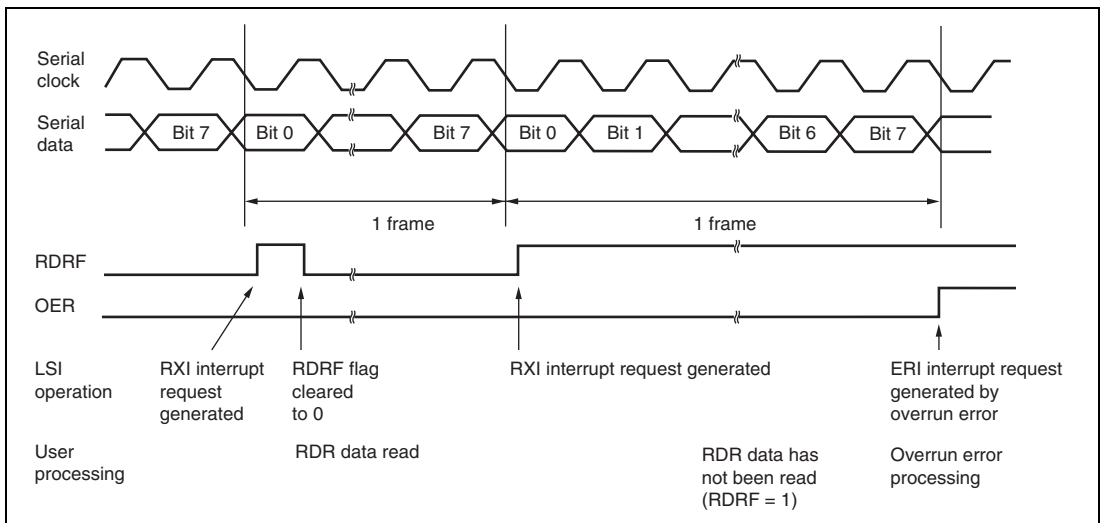 Serial
clock
Serial
data
Bit 7 Bit 0 Bit 7 Bit 0 Bit 1 Bit 6 Bit 7
1 frame 1 frame
RDRF
OER
LSI
operation
RXI interrupt
request
generated
RDRF flag
cleared
to 0
RXI interrupt request generated
ERI interrupt request
generated by
overrun error
User
processing
RDR data read
RDR data has
not been read
(RDRF = 1)
Overrun error
processing